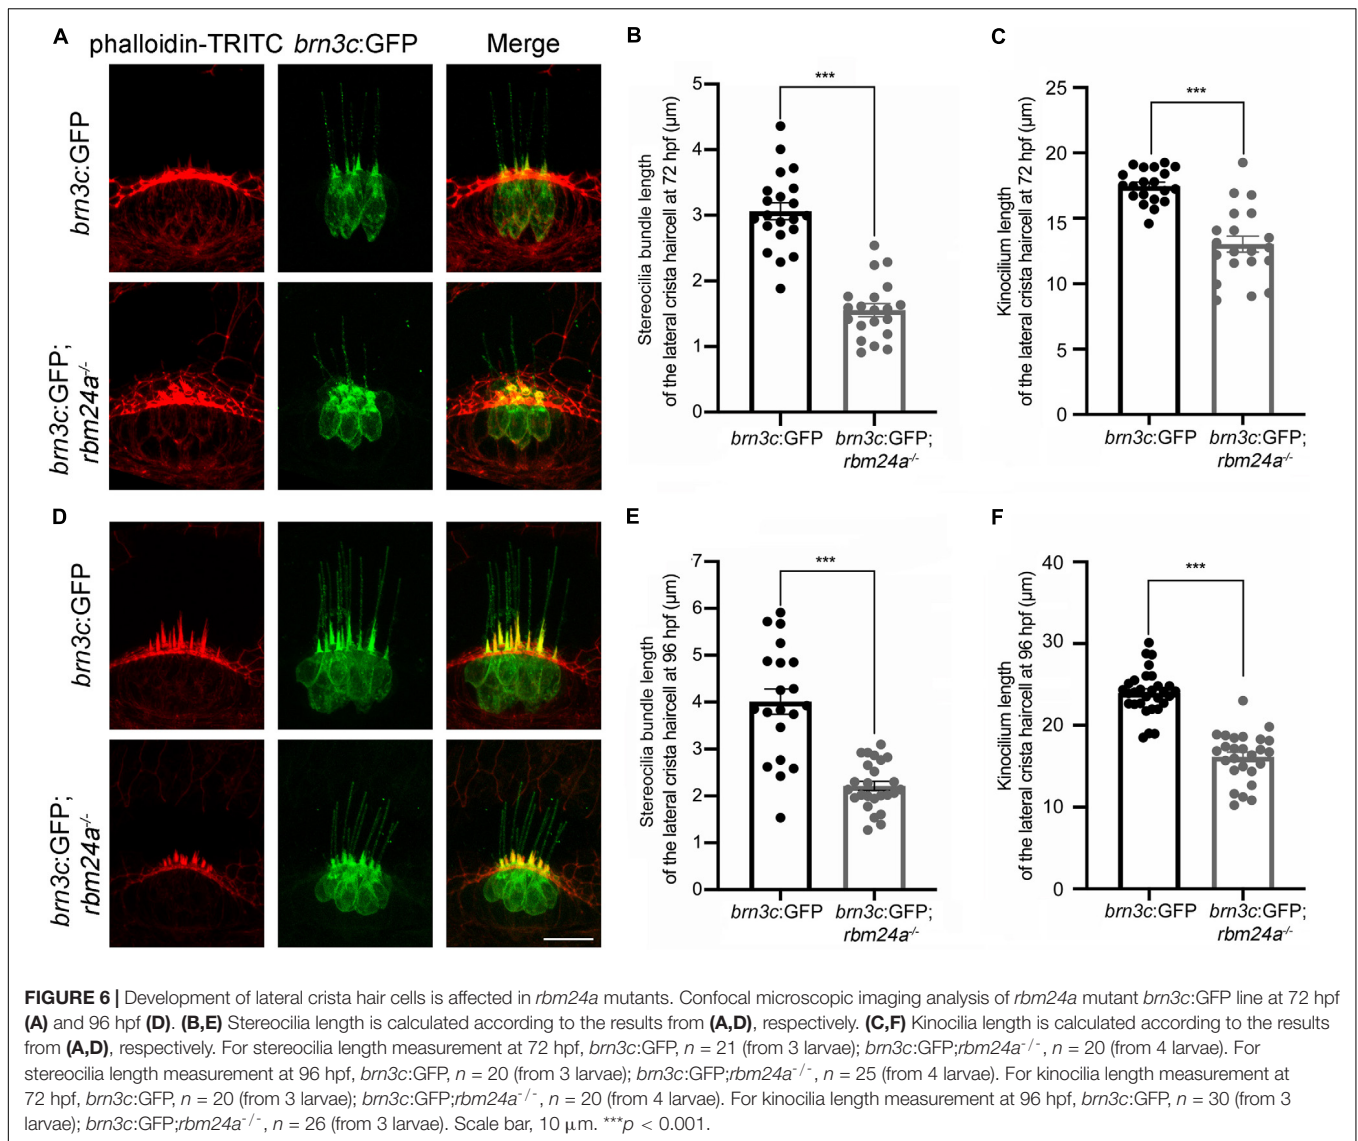 A phalloidin-TRITC brn3c:GFP Merge
brn3c:GFP
brn3c:GFP;
rbm24a-/-
B
Stereocilia bundle length
of the lateral crista haircell at 72 hpf (μm)
5
4
3
2
1
0
***
brn3c:GFP brn3c:GFP;
rbm24a-/-
C
Kinocilium length
of the lateral crista haircell at 72 hpf (μm)
25
20
15
10
5
0
***
brn3c:GFP brn3c:GFP;
rbm24a-/-
D
brn3c:GFP
brn3c:GFP;
rbm24a-/-
E
Stereocilia bundle length
of the lateral crista haircell at 96 hpf (μm)
7
6
5
4
3
2
1
0
***
brn3c:GFP brn3c:GFP;
rbm24a-/-
F
Kinocilium length
of the lateral crista haircell at 96 hpf (μm)
40
30
20
10
0
***
brn3c:GFP brn3c:GFP;
rbm24a-/-
FIGURE 6 | Development of lateral crista hair cells is affected in rbm24a mutants. Confocal microscopic imaging analysis of rbm24a mutant brn3c:GFP line at 72 hpf
(A) and 96 hpf (D). (B,E) Stereocilia length is calculated according to the results from (A,D), respectively. (C,F) Kinocilia length is calculated according to the results
from (A,D), respectively. For stereocilia length measurement at 72 hpf, brn3c:GFP, n = 21 (from 3 larvae); brn3c:GFP;rbm24a-/-, n = 20 (from 4 larvae). For
stereocilia length measurement at 96 hpf, brn3c:GFP, n = 20 (from 3 larvae); brn3c:GFP;rbm24a-/-, n = 25 (from 4 larvae). For kinocilia length measurement at
72 hpf, brn3c:GFP, n = 20 (from 3 larvae); brn3c:GFP;rbm24a-/-, n = 20 (from 4 larvae). For kinocilia length measurement at 96 hpf, brn3c:GFP, n = 30 (from 3
larvae); brn3c:GFP;rbm24a-/-, n = 26 (from 3 larvae). Scale bar, 10 μm. ***p < 0.001.